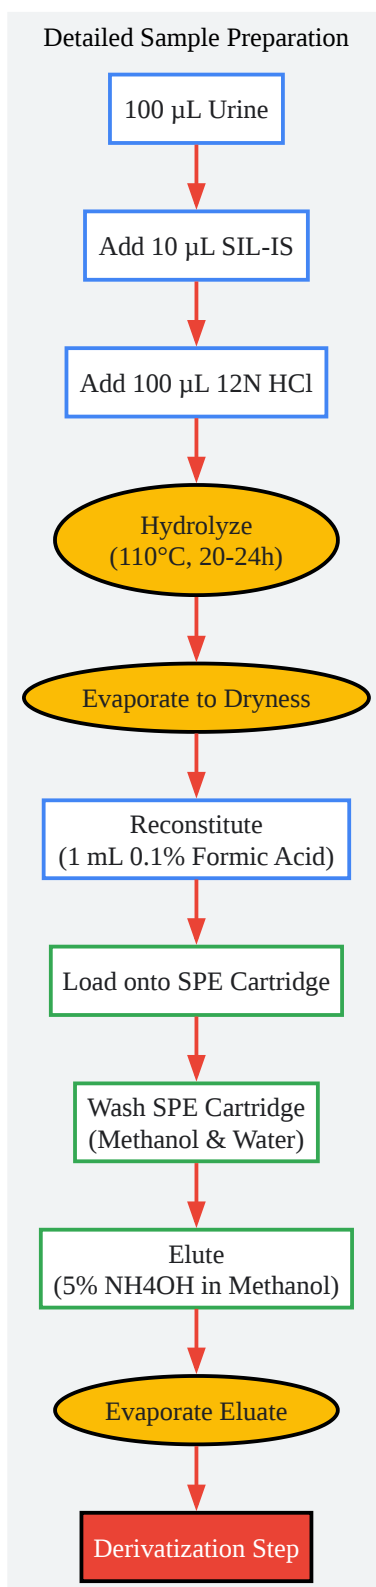 Detailed Sample Preparation
100 µL Urine
Add 10 µL SIL-IS
Add 100 µL 12N HCl
Hydrolyze
(110°C, 20-24h)
Evaporate to Dryness
Reconstitute
(1 mL 0.1% Formic Acid)
Load onto SPE Cartridge
Wash SPE Cartridge
(Methanol & Water)
Elute
(5% NH4OH in Methanol)
Evaporate Eluate
Derivatization Step